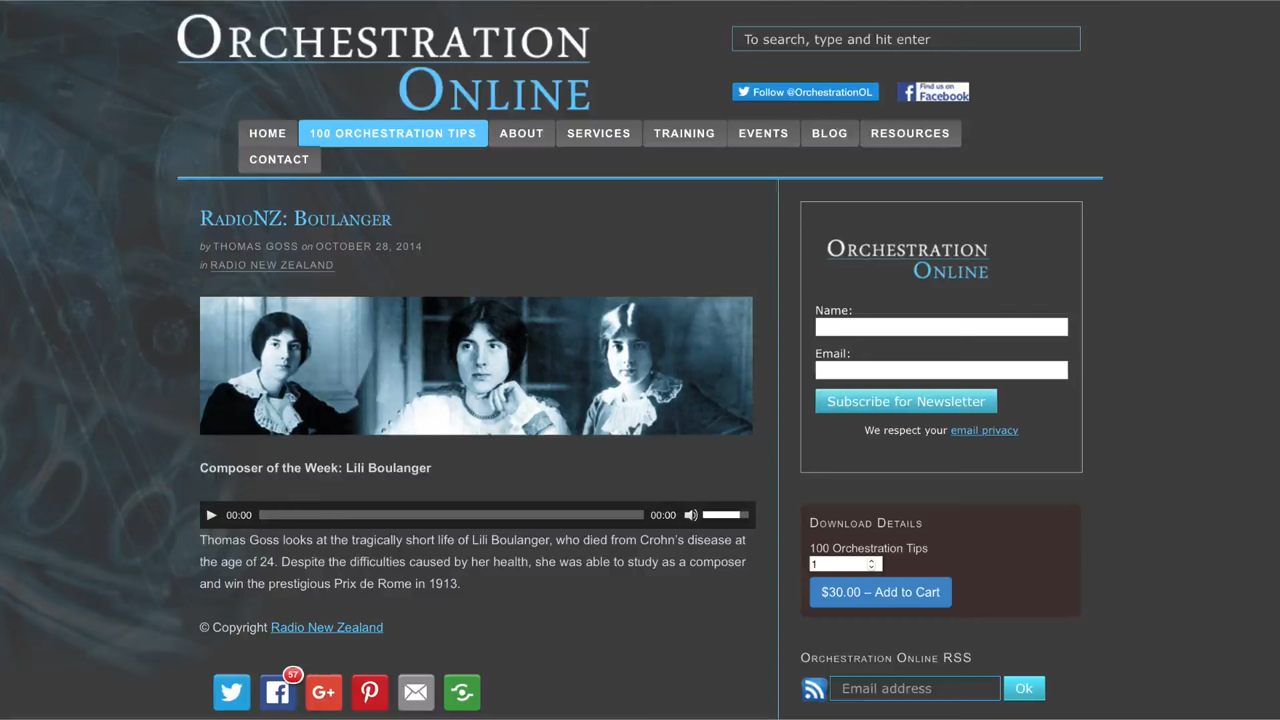 ORCHESTRATION
ONLINE
To search, type and hit enter
Follow @OrchestrationOL
Find us on
Facebook
HOME
100 ORCHESTRATION TIPS
ABOUT
SERVICES
TRAINING
EVENTS
BLOG
RESOURCES
CONTACT
RADIONZ: BOULANGER
by THOMAS GOSS on OCTOBER 28, 2014
in RADIO NEW ZEALAND
Composer of the Week: Lili Boulanger
00:00
00:00
Thomas Goss looks at the tragically short life of Lili Boulanger, who died from Crohn's disease at
the age of 24. Despite the difficulties caused by her health, she was able to study as a composer
and win the prestigious Prix de Rome in 1913.
© Copyright Radio New Zealand
57
G+
ORCHESTRATION
ONLINE
Name:
Email:
Subscribe for Newsletter
We respect your email privacy
DOWNLOAD DETAILS
100 Orchestration Tips
1
$30.00 – Add to Cart
ORCHESTRATION ONLINE RSS
Email address
Ok